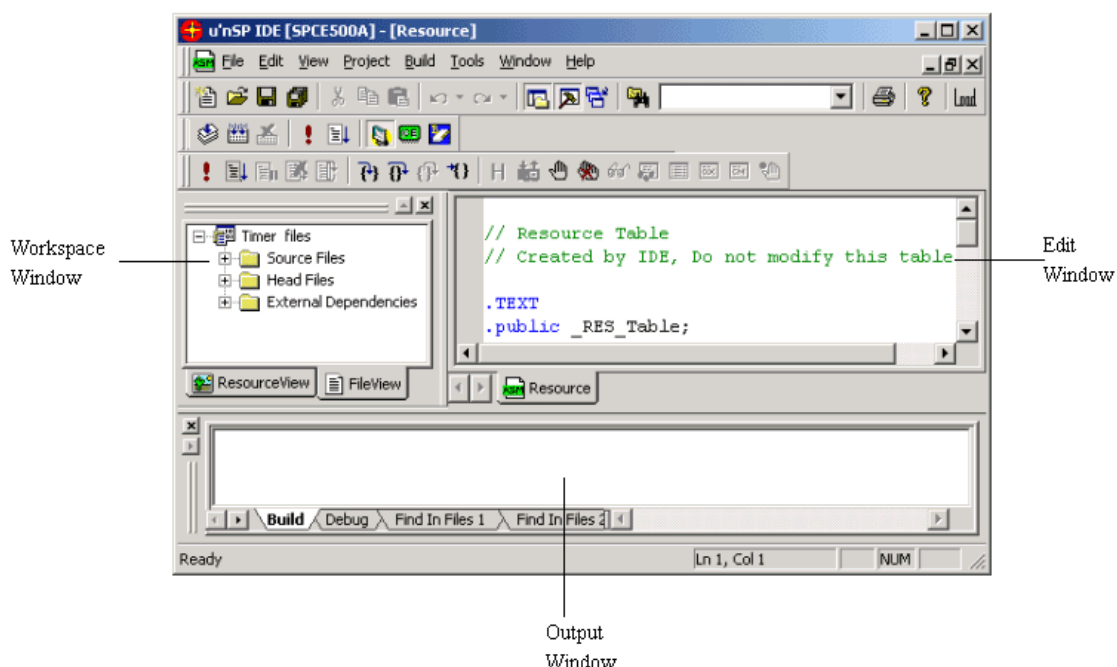 u'nSP IDE [SPCE500A] - [Resource]
ASM File Edit View Project Build Tools Window Help
Load
Timer files
Source Files
Head Files
External Dependencies
// Resource Table
// Created by IDE, Do not modify this table
.TEXT
.public _RES_Table;
Workspace
Window
Edit
Window
ResourceView FileView
ASM Resource
Build Debug Find In Files 1 Find In Files 2
Ready Ln 1, Col 1 NUM
Output
Window